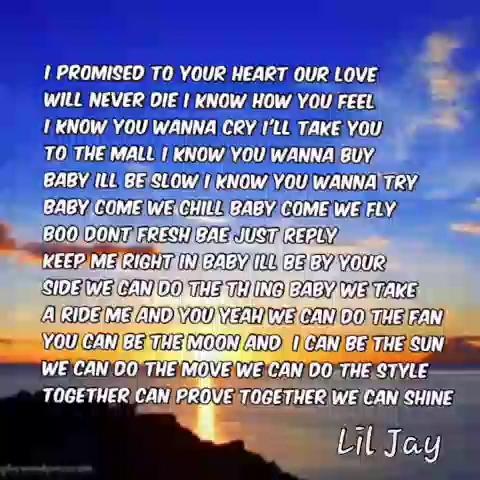 I PROMISED TO YOUR HEART OUR LOVE
WILL NEVER DIE I KNOW HOW YOU FEEL
I KNOW YOU WANNA CRY I'LL TAKE YOU
TO THE MALL I KNOW YOU WANNA BUY
BABY ILL BE SLOW I KNOW YOU WANNA TRY
BABY COME WE CHILL BABY COME WE FLY
BOO DONT FRESH BAE JUST REPLY
KEEP ME RIGHT IN BABY ILL BE BY YOUR
SIDE WE CAN DO THE TH ING BABY WE TAKE
A RIDE ME AND YOU YEAH WE CAN DO THE FAN
YOU CAN BE THE MOON AND I CAN BE THE SUN
WE CAN DO THE MOVE WE CAN DO THE STYLE
TOGETHER CAN PROVE TOGETHER WE CAN SHINE
Lil Jay